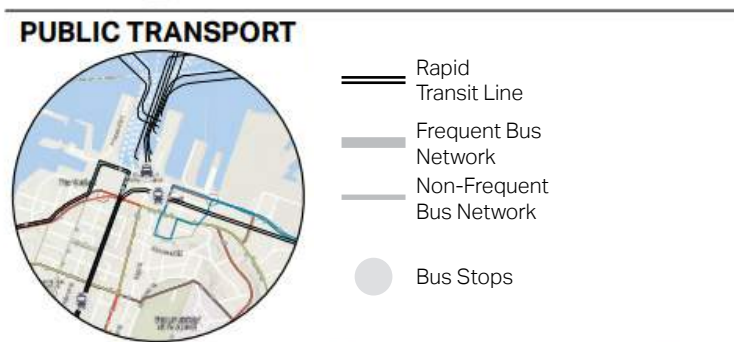 PUBLIC TRANSPORT
Rapid
Transit Line
Frequent Bus
Network
Non-Frequent
Bus Network
Bus Stops